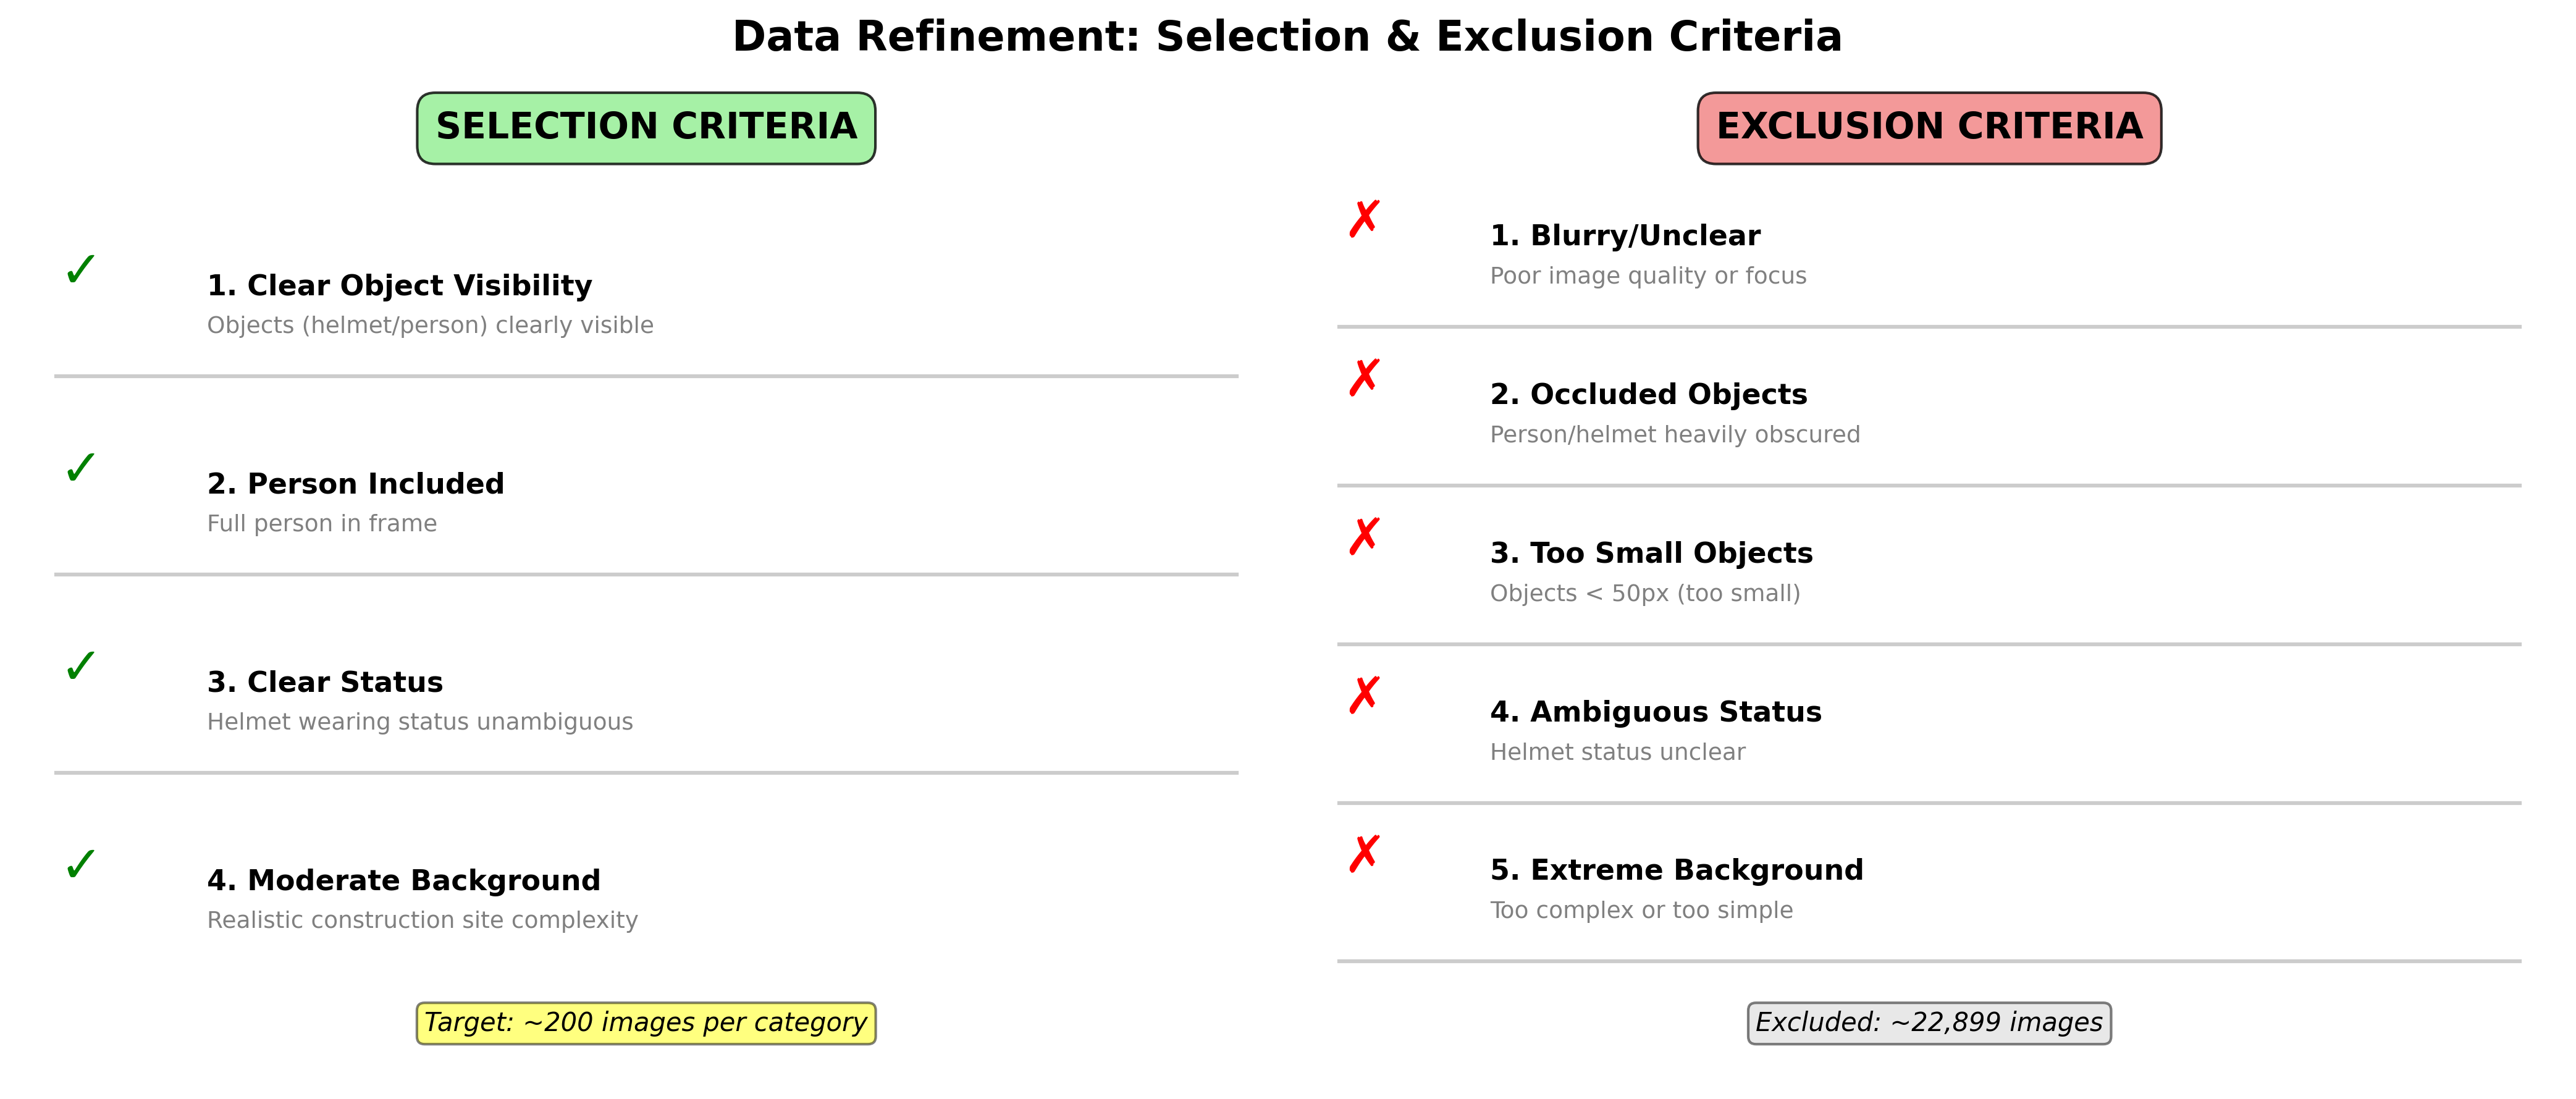 Data Refinement: Selection & Exclusion Criteria
SELECTION CRITERIA
✓
1. Clear Object Visibility
Objects (helmet/person) clearly visible
✓
2. Person Included
Full person in frame
✓
3. Clear Status
Helmet wearing status unambiguous
✓
4. Moderate Background
Realistic construction site complexity
Target: ~200 images per category
EXCLUSION CRITERIA
✗
1. Blurry/Unclear
Poor image quality or focus
✗
2. Occluded Objects
Person/helmet heavily obscured
✗
3. Too Small Objects
Objects < 50px (too small)
✗
4. Ambiguous Status
Helmet status unclear
✗
5. Extreme Background
Too complex or too simple
Excluded: ~22,899 images